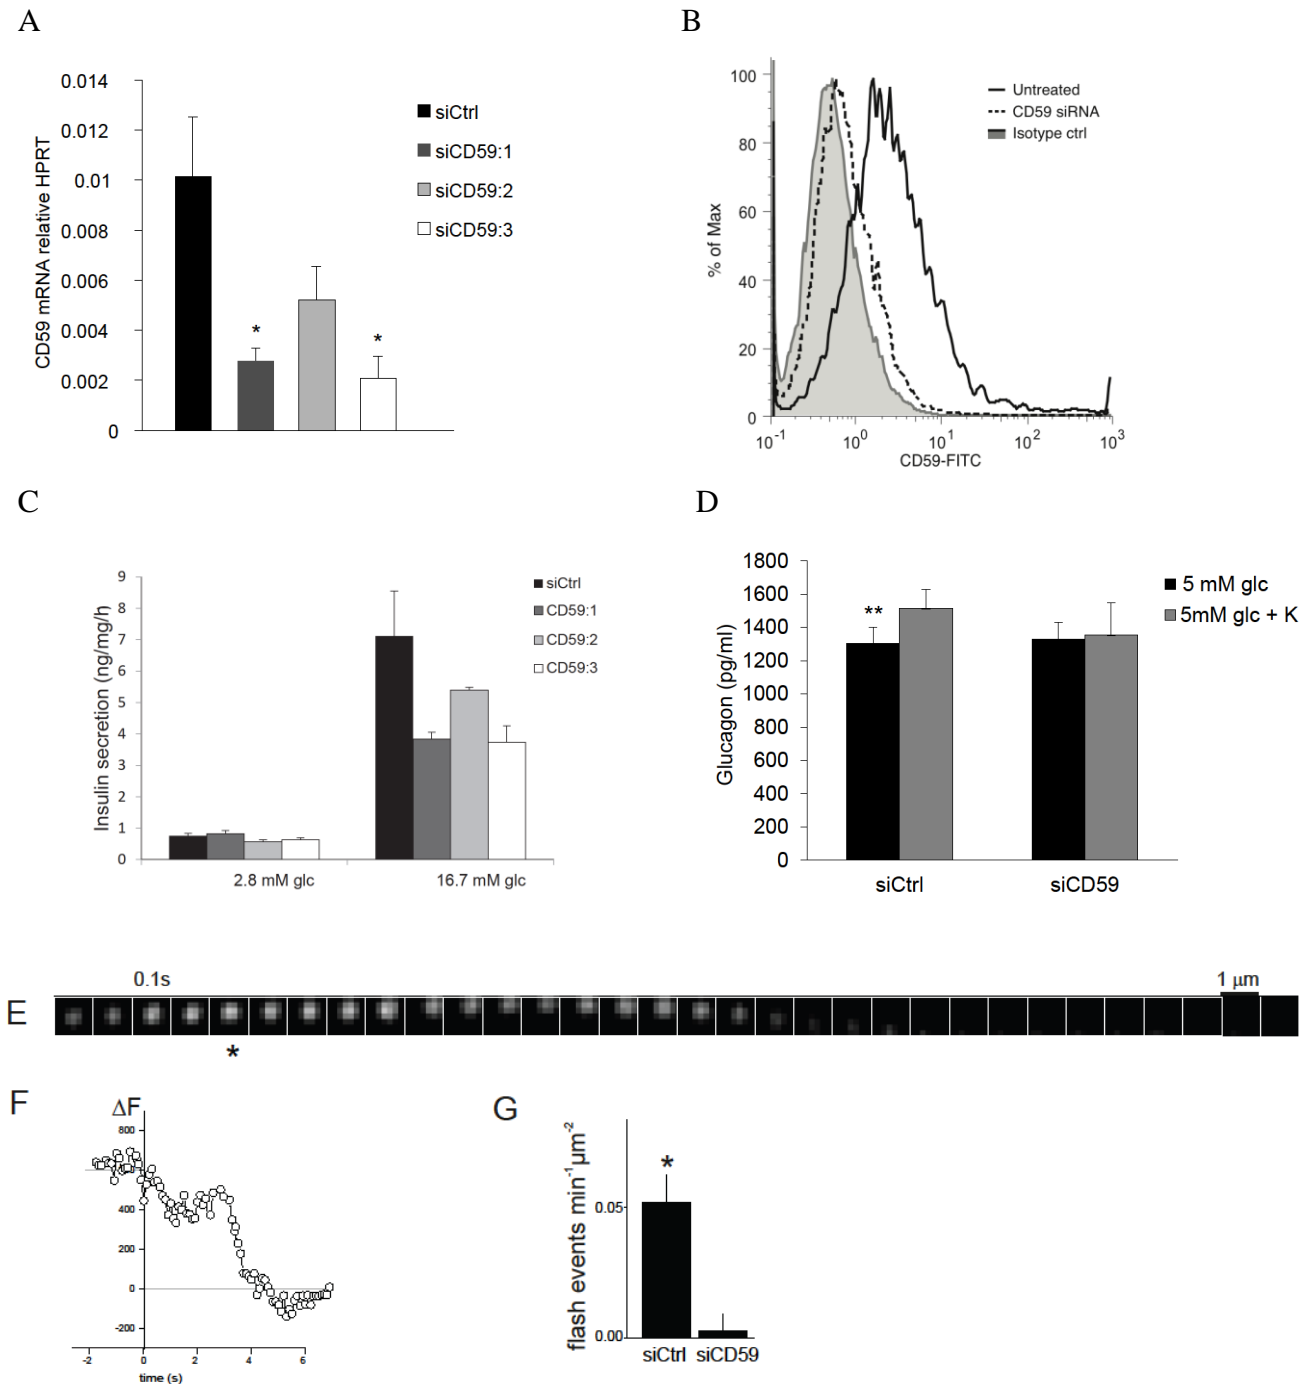 A
CD59 mRNA relative HPRT
0.014
0.012
0.01
0.008
0.006
0.004
0.002
0
*
*
siCtrl
siCD59:1
siCD59:2
siCD59:3
B
% of Max
100
80
60
40
20
0
10-1
100
101
102
103
CD59-FITC
Untreated
CD59 siRNA
Isotype ctrl
C
Insulin secretion (ng/mg/h)
9
8
7
6
5
4
3
2
1
0
2.8 mM glc
16.7 mM glc
siCtrl
CD59:1
CD59:2
CD59:3
D
Glucagon (pg/ml)
1800
1600
1400
1200
1000
800
600
400
200
0
**
siCtrl
siCD59
5 mM glc
5mM glc + K
E
0.1s
1 µm
*
F
ΔF
800
400
200
0
-200
-2
0
2
4
6
time (s)
G
flash events min-1µm-2
0.05
0.00
*
siCtrl
siCD59